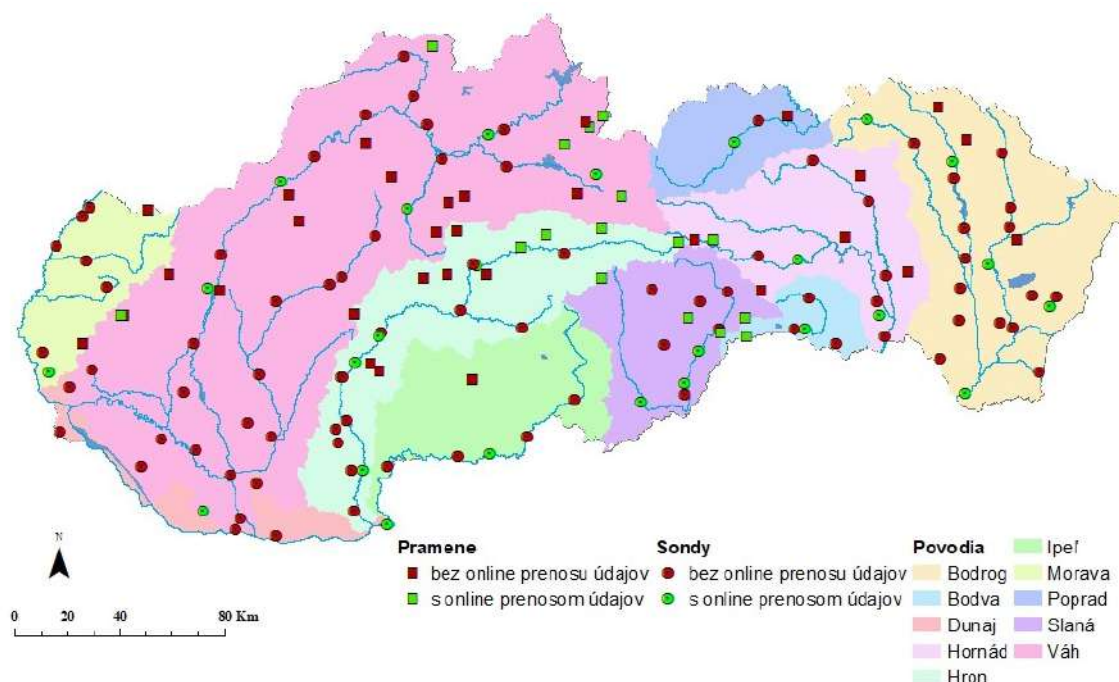 N
0 20 40 80 Km
Pramene
bez online prenosu údajov
s online prenosom údajov
Sondy
bez online prenosu údajov
s online prenosom údajov
Povodia
Bodrog
Bodva
Dunaj
Hornád
Hron
Ipeľ
Morava
Poprad
Slaná
Váh